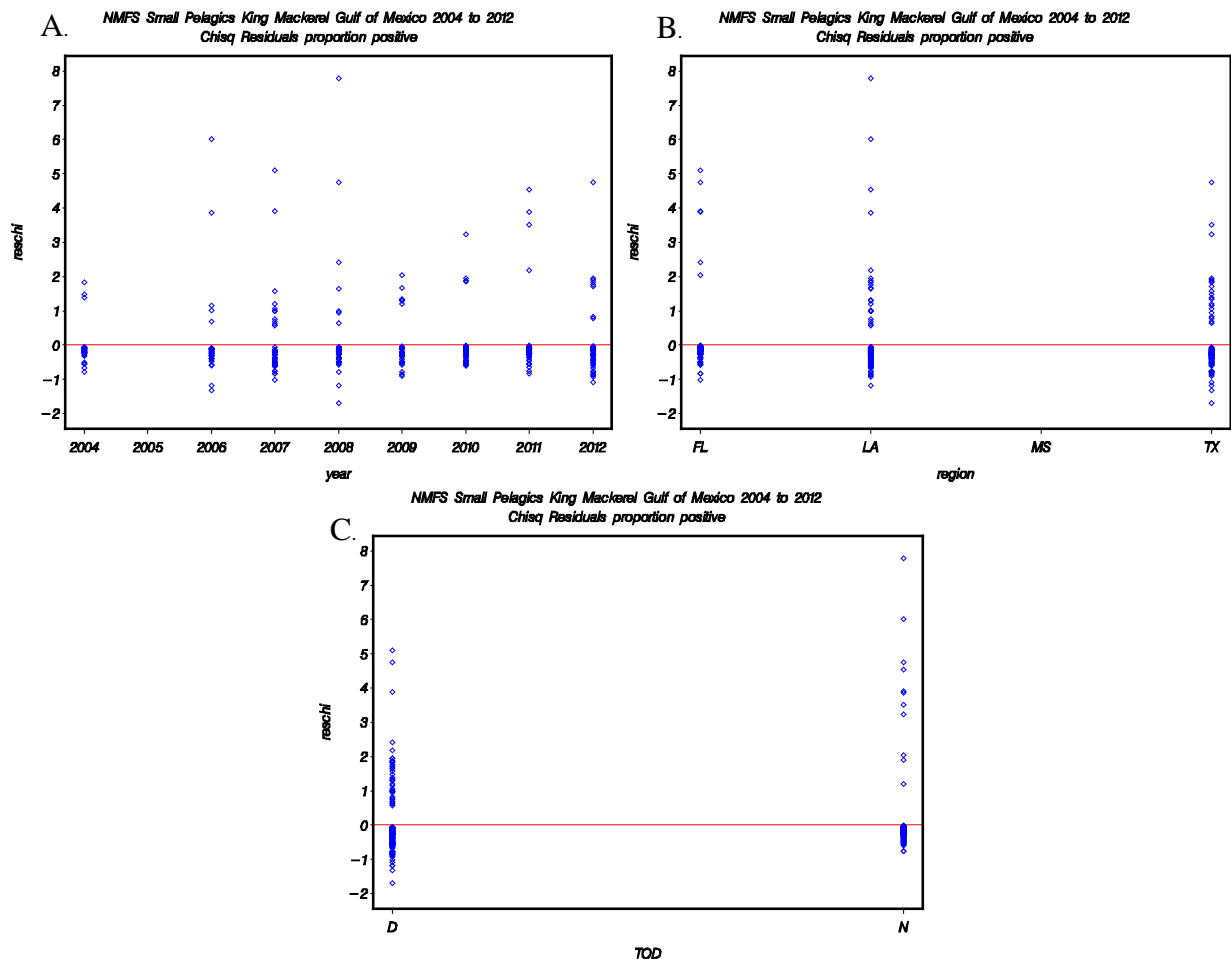 A.
NMFS Small Pelagics King Mackerel Gulf of Mexico 2004 to 2012
Chisq Residuals proportion positive
reschi
8
7
6
5
4
3
2
1
0
−1
−2
2004 2005 2006 2007 2008 2009 2010 2011 2012
year
B.
NMFS Small Pelagics King Mackerel Gulf of Mexico 2004 to 2012
Chisq Residuals proportion positive
reschi
8
7
6
5
4
3
2
1
0
−1
−2
FL LA MS TX
region
C.
NMFS Small Pelagics King Mackerel Gulf of Mexico 2004 to 2012
Chisq Residuals proportion positive
reschi
8
7
6
5
4
3
2
1
0
−1
−2
D N
TOD